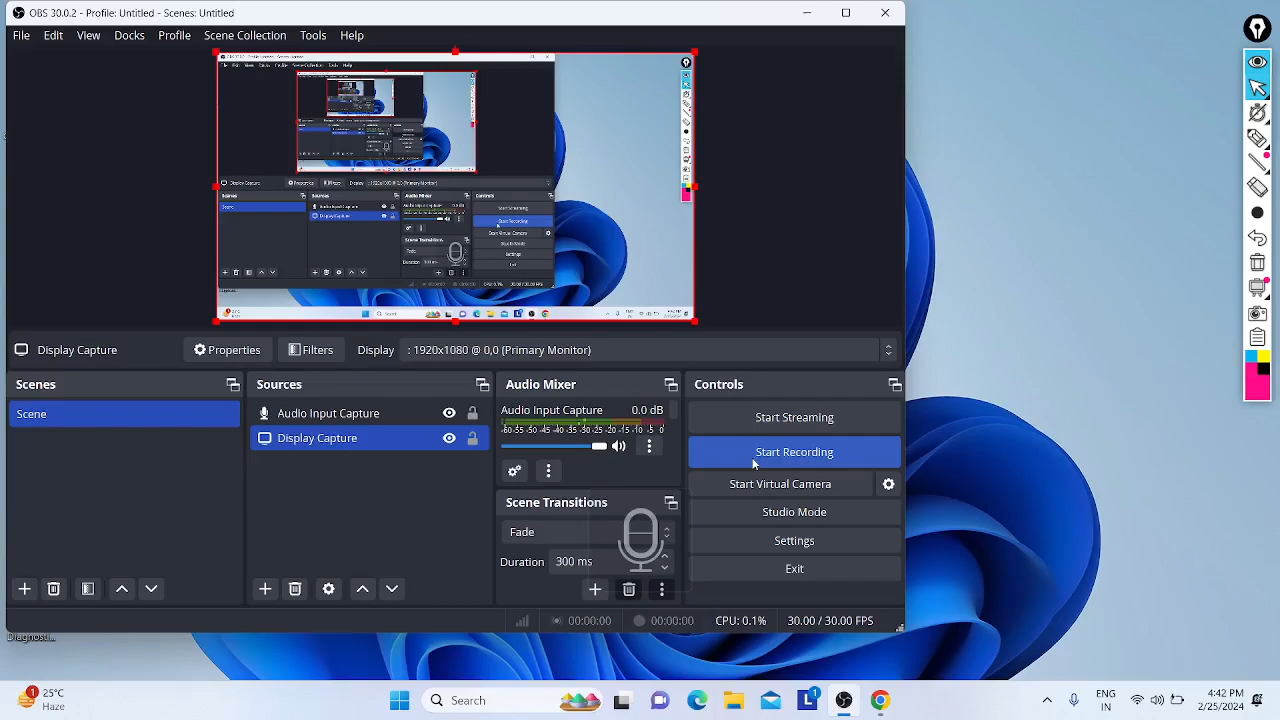 OBS 30.0.2 - Profile: Untitled - Scenes: Untitled
File Edit View Docks Profile Scene Collection Tools Help
Display Capture Properties Filters Display : 1920x1080 @ 0,0 (Primary Monitor)
Scenes
Scene
Sources
Audio Input Capture
Display Capture
Audio Mixer
Audio Input Capture 0.0 dB
-60 -55 -50 -45 -40 -35 -30 -25 -20 -15 -10 -5 0
Scene Transitions
Fade
Duration 300 ms
Controls
Start Streaming
Start Recording
Start Virtual Camera
Studio Mode
Settings
Exit
00:00:00 00:00:00 CPU: 0.1% 30.00 / 30.00 FPS
Diagnosti...
25°C
Haze
Search
ENG
IN
4:42 PM
2/25/2024